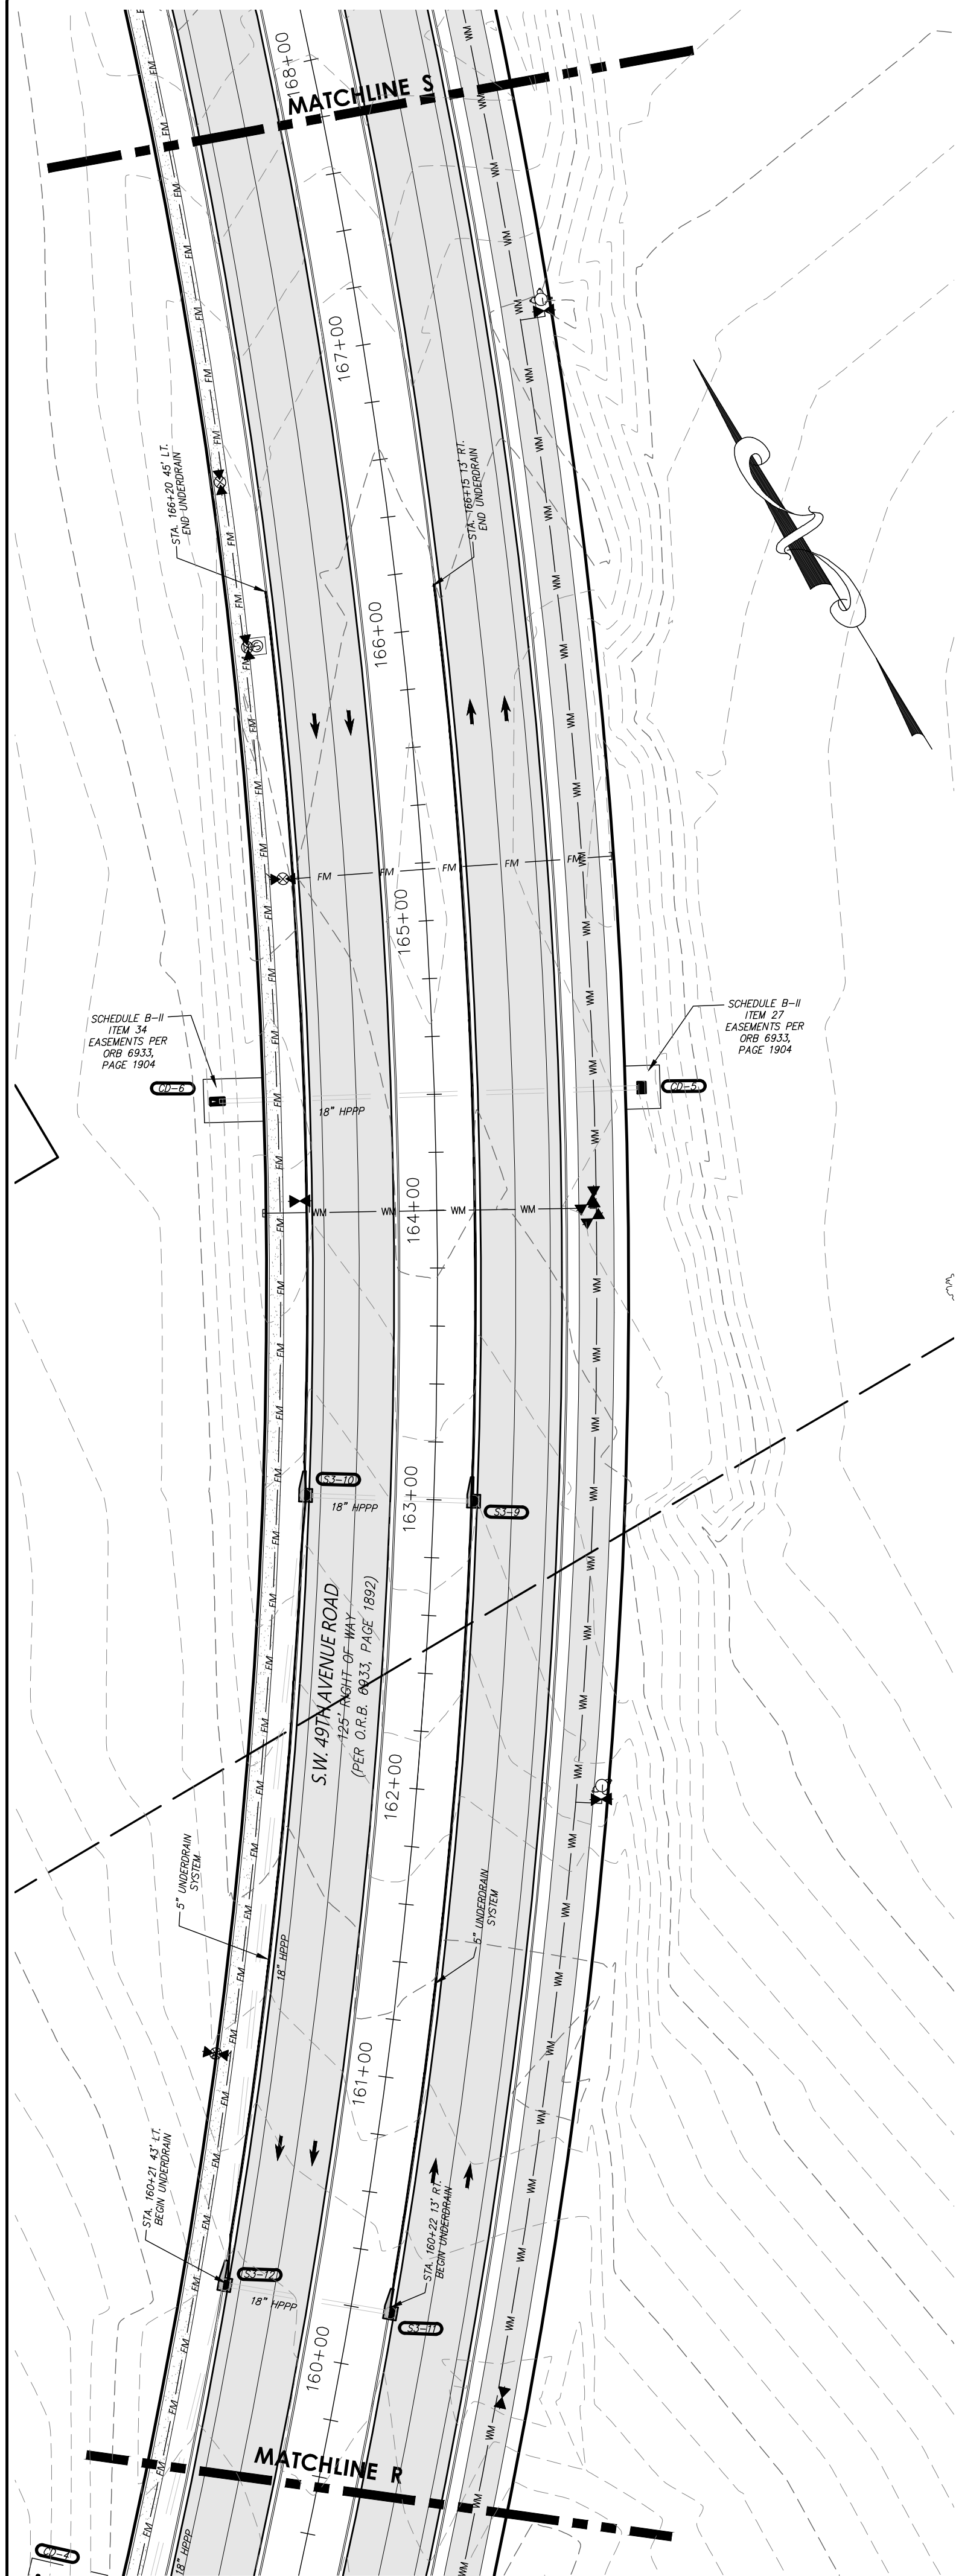 168+00
MATCHLINE S
FM
WM
167+00
STA. 166+20 45' LT.
END UNDERDRAIN
STA. 166+15 13' RT.
END UNDERDRAIN
166+00
FM FM FM FM
165+00
SCHEDULE B-II
ITEM 34
EASEMENTS PER
ORB 6933,
PAGE 1904
CD-6
SCHEDULE B-II
ITEM 27
EASEMENTS PER
ORB 6933,
PAGE 1904
CD-5
18" HPPP
164+00
WM WM WM WM
S3-10
18" HPPP
163+00
S3-9
S.W. 49TH AVENUE ROAD
125' RIGHT OF WAY
(PER O.R.B. 6933, PAGE 1892)
162+00
5" UNDERDRAIN
SYSTEM
18" HPPP
5" UNDERDRAIN
SYSTEM
161+00
STA. 160+21 43' LT.
BEGIN UNDERDRAIN
STA. 160+22 13' RT.
BEGIN UNDERDRAIN
S3-12
18" HPPP
S3-11
160+00
MATCHLINE R
CD-4
18" HPPP